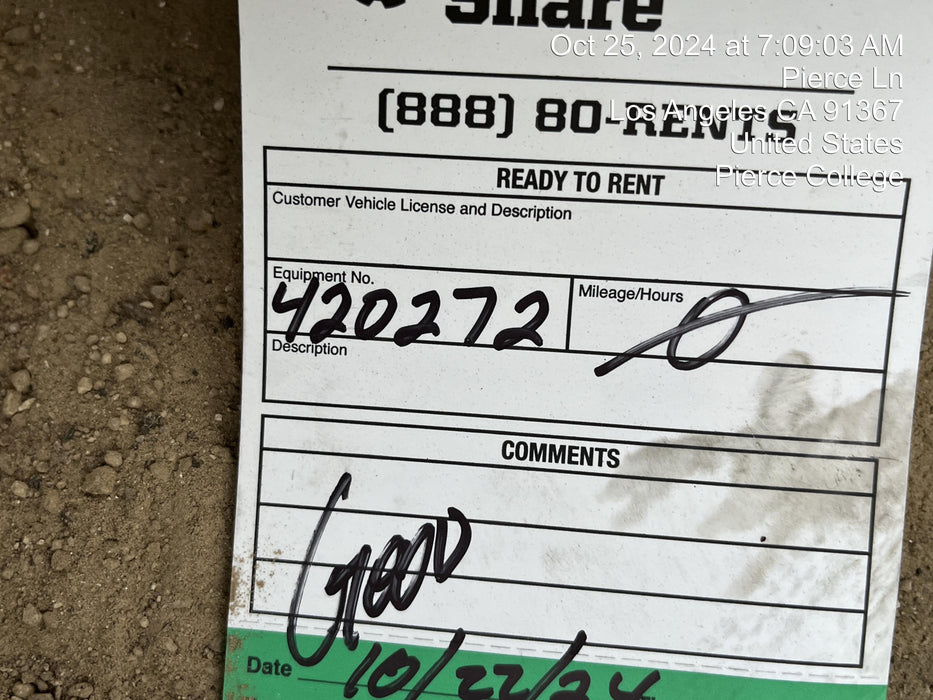 Share
Oct 25, 2024 at 7:09:03 AM
Pierce Ln
Los Angeles CA 91367
United States
Pierce College
(888) 80-RENTS
READY TO RENT
Customer Vehicle License and Description
Equipment No.
420272
Mileage/Hours
0
Description
COMMENTS
GOOD
Date 10/22/24